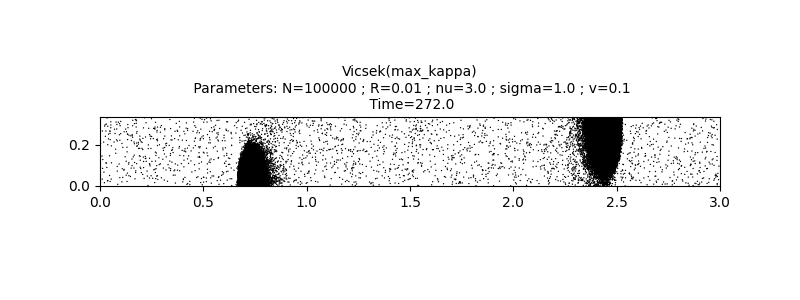 Vicsek(max_kappa)
Parameters: N=100000 ; R=0.01 ; nu=3.0 ; sigma=1.0 ; v=0.1
Time=272.0
0.2
0.0
0.0 0.5 1.0 1.5 2.0 2.5 3.0